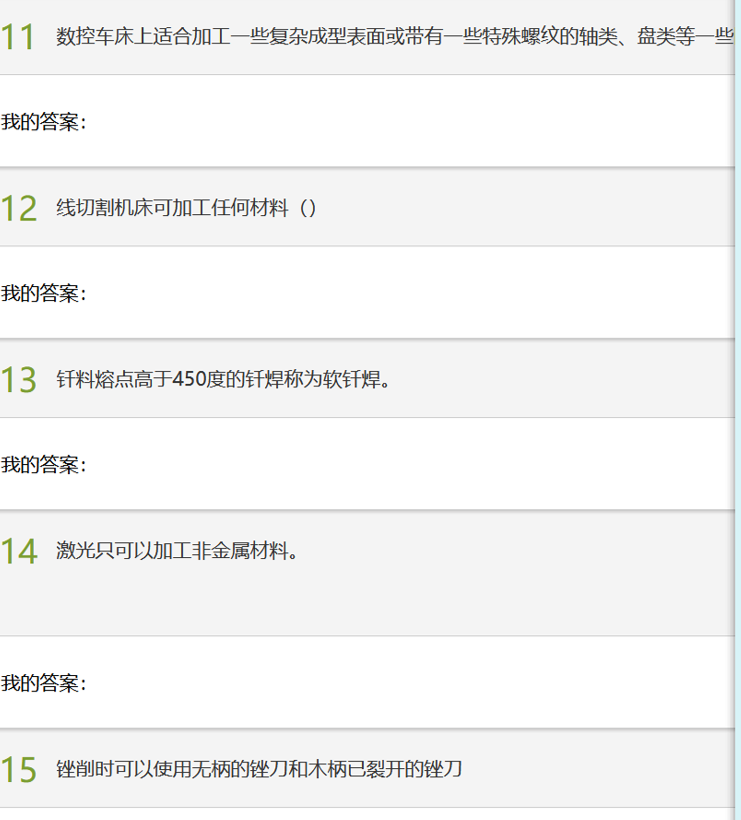 11 数控车床上适合加工一些复杂成型表面或带有一些特殊螺纹的轴类、盘类等一些
我的答案：
12 线切割机床可加工任何材料（）
我的答案：
13 钎料熔点高于450度的钎焊称为软钎焊。
我的答案：
14 激光只可以加工非金属材料。
我的答案：
15 锉削时可以使用无柄的锉刀和木柄已裂开的锉刀